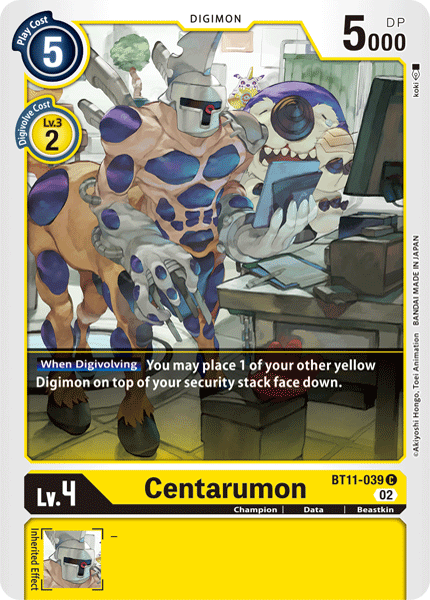 Play Cost
5
DIGIMON
DP
5000
koki
Digivolve Cost
Lv.3
2
When Digivolving You may place 1 of your other yellow
Digimon on top of your security stack face down.
©Akiyoshi Hongo, Toei Animation BANDAI MADE IN JAPAN
Lv.4
Centarumon
BT11-039 C
02
Champion | Data | Beastkin
Inherited Effect
–